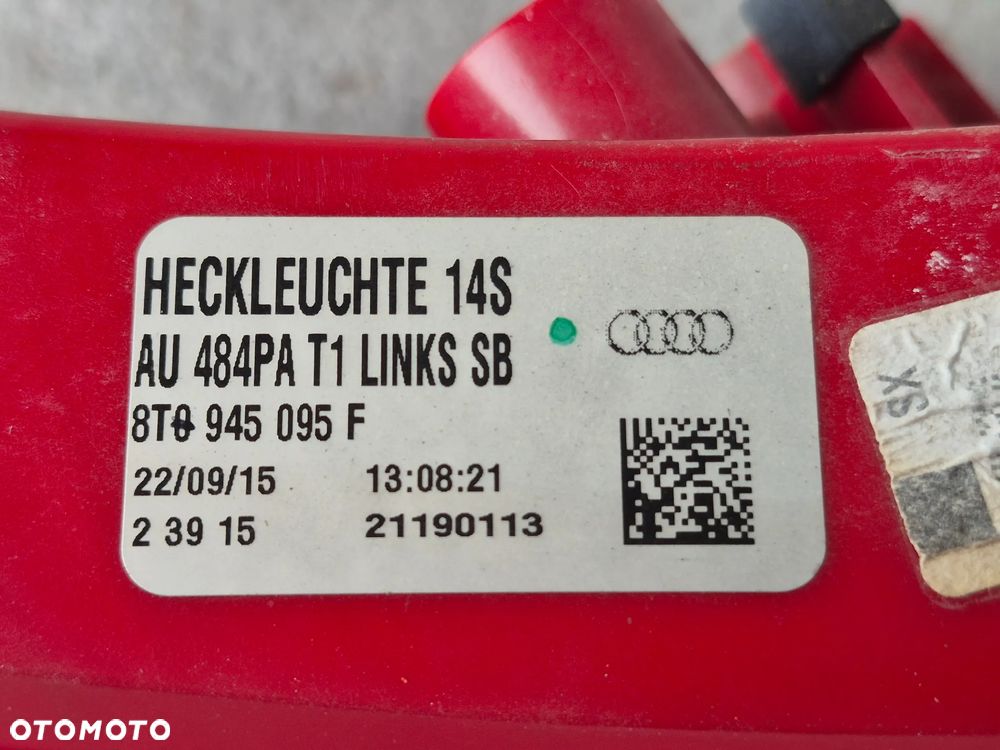 HECKLEUCHTE 14S
AU 484PA T1 LINKS SB
8T0 945 095 F
22/09/15 13:08:21
2 39 15 21190113
SX
OTOMOTO